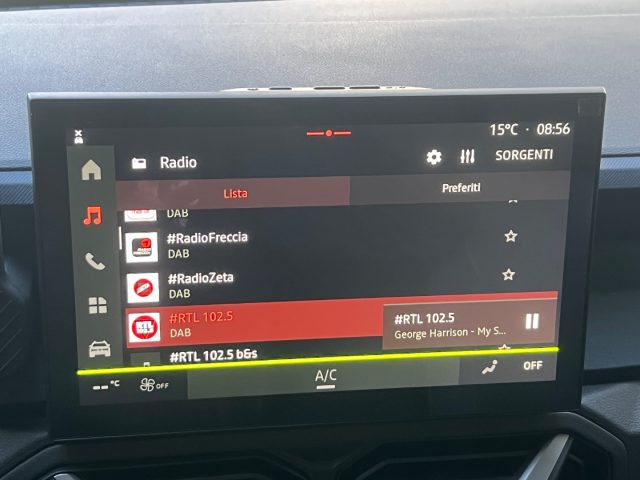 15°C · 08:56
Radio
SORGENTI
Lista
Preferiti
DAB
#RadioFreccia
DAB
#RadioZeta
DAB
RTL
#RTL 102.5
DAB
#RTL 102.5
George Harrison - My S...
#RTL 102.5 b&s
--°C
OFF
A/C
OFF